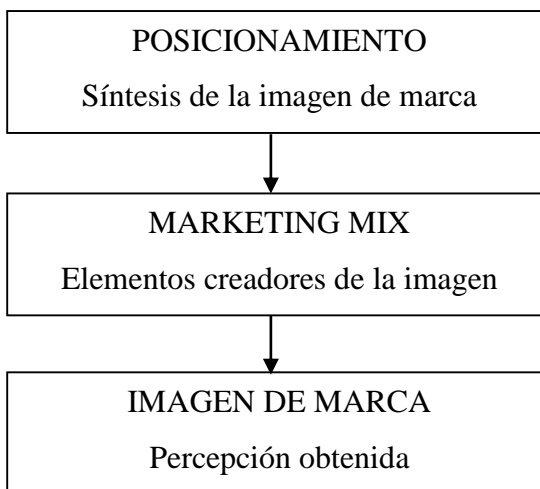 POSICIONAMIENTO
Síntesis de la imagen de marca
MARKETING MIX
Elementos creadores de la imagen
IMAGEN DE MARCA
Percepción obtenida